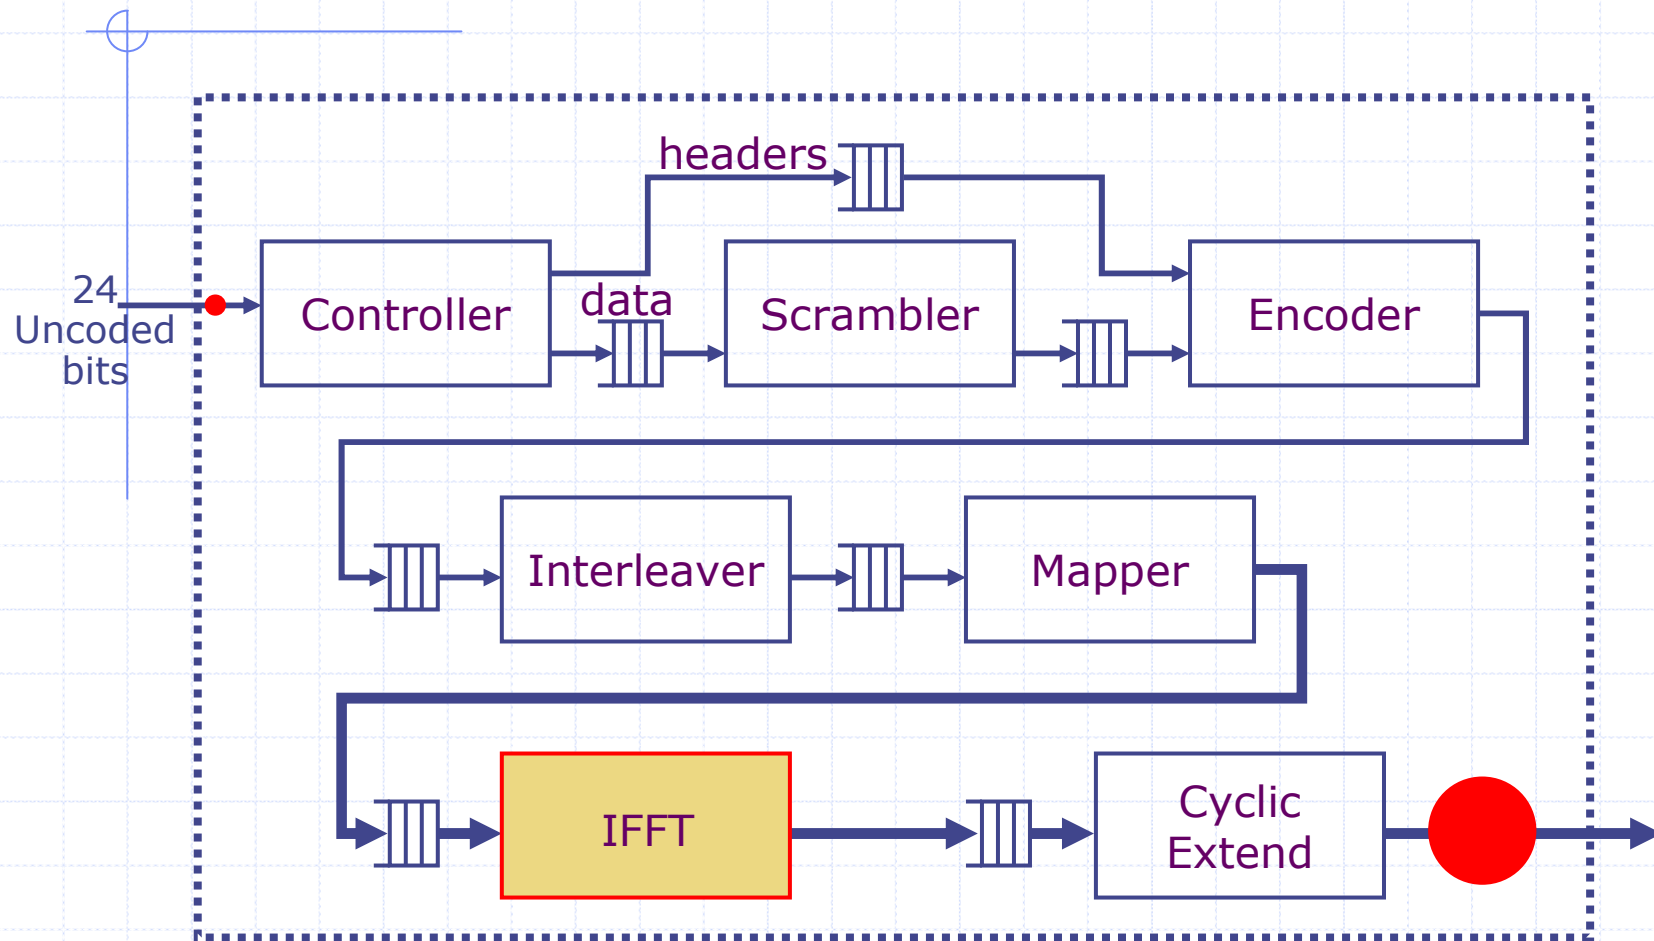 headers
24
Uncoded
bits
Controller
data
Scrambler
Encoder
Interleaver
Mapper
IFFT
Cyclic
Extend